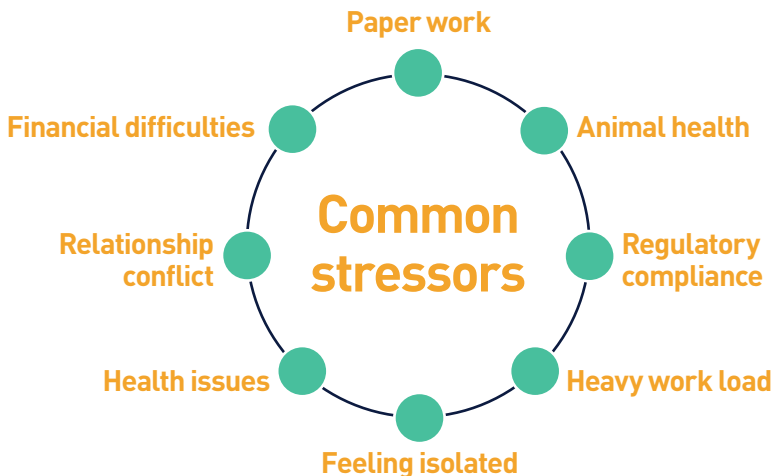 Paper work
Financial difficulties
Animal health
Common
stressors
Relationship
conflict
Regulatory
compliance
Health issues
Heavy work load
Feeling isolated